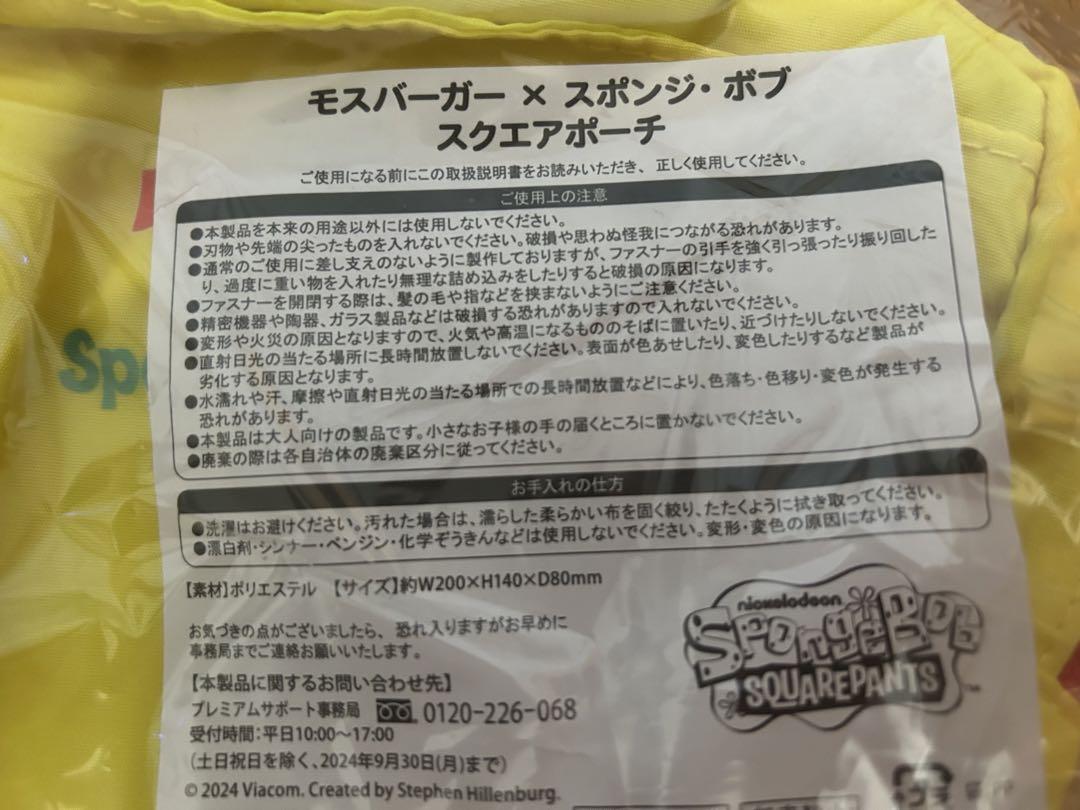 モスバーガー × スポンジ・ボブ
スクエアポーチ
ご使用になる前にこの取扱説明書をお読みいただき、正しく使用してください。
ご使用上の注意
●本製品を本来の用途以外には使用しないでください。
●刃物や先端の尖ったものを入れないでください。破損や思わぬ怪我につながる恐れがあります。
●通常のご使用に差し支えのないように製作しておりますが、ファスナーの引手を強く引っ張ったり振り回した
り、過度に重い物を入れたり無理な詰め込みをしたりすると破損の原因になります。
●ファスナーを開閉する際は、髪の毛や指などを挟まないようにご注意ください。
●精密機器や陶器、ガラス製品などは破損する恐れがありますので入れないでください。
●変形や火災の原因となりますので、火気や高温になるもののそばに置いたり、近づけたりしないでください。
●直射日光の当たる場所に長時間放置しないでください。表面が色あせしたり、変色したりするなど製品が
劣化する原因となります。
●水濡れや汗、摩擦や直射日光の当たる場所での長時間放置などにより、色落ち・色移り・変色が発生する
恐れがあります。
●本製品は大人向けの製品です。小さなお子様の手の届くところに置かないでください。
●廃棄の際は各自治体の廃棄区分に従ってください。
お手入れの仕方
●洗濯はお避けください。汚れた場合は、濡らした柔らかい布を固く絞り、たたくように拭き取ってください。
●漂白剤・シンナー・ベンジン・化学ぞうきんなどは使用しないでください。変形・変色の原因になります。
【素材】ポリエステル 【サイズ】約W200×H140×D80mm
お気づきの点がございましたら、恐れ入りますがお早めに
事務局までご連絡お願いいたします。
【本製品に関するお問い合わせ先】
プレミアムサポート事務局 0120-226-068
受付時間:平日10:00～17:00
(土日祝日を除く、2024年9月30日(月)まで)
© 2024 Viacom. Created by Stephen Hillenburg.
nickelodeon
SPongeBob
SQUAREPANTS
™
Spo